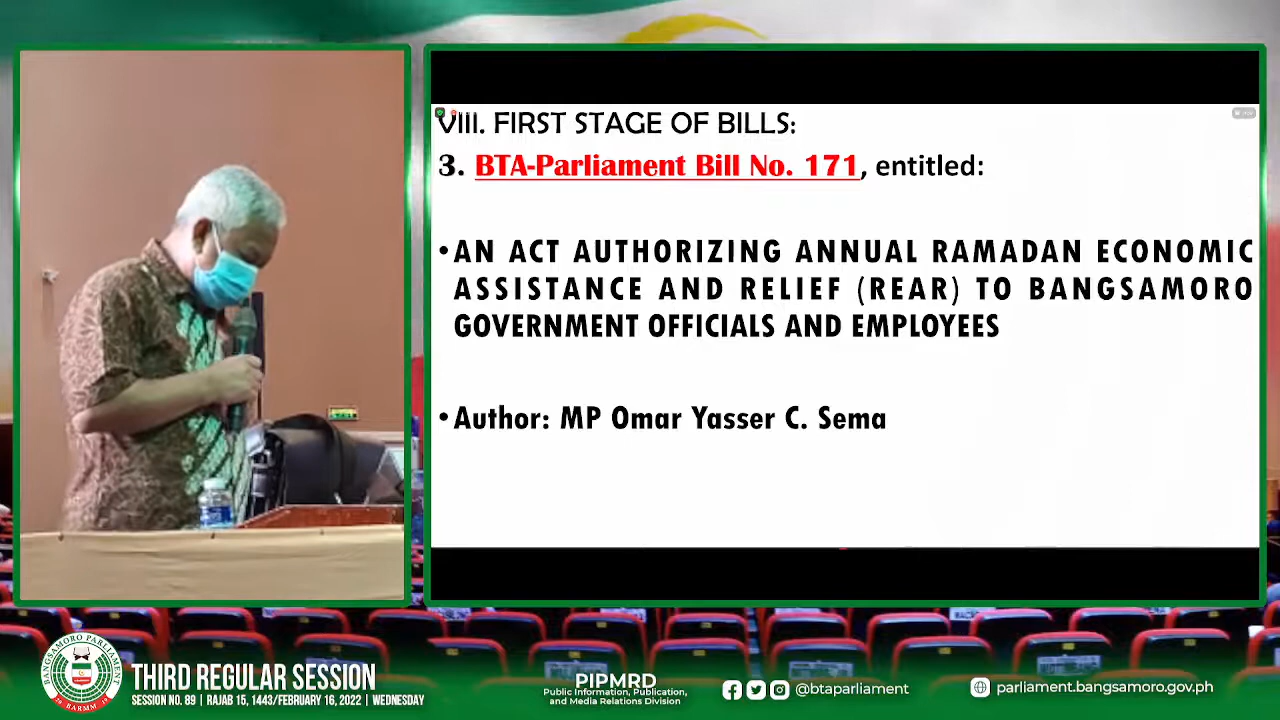 VIII. FIRST STAGE OF BILLS:
3. BTA-Parliament Bill No. 171, entitled:
•AN ACT AUTHORIZING ANNUAL RAMADAN ECONOMIC
ASSISTANCE AND RELIEF (REAR) TO BANGSAMORO
GOVERNMENT OFFICIALS AND EMPLOYEES
•Author: MP Omar Yasser C. Sema
BANGSAMORO PARLIAMENT
BARMM
THIRD REGULAR SESSION
SESSION NO. 89 | RAJAB 15, 1443/FEBRUARY 16, 2022 | WEDNESDAY
PIPMRD
Public Information, Publication,
and Media Relations Division
@btaparliament
parliament.bangsamoro.gov.ph